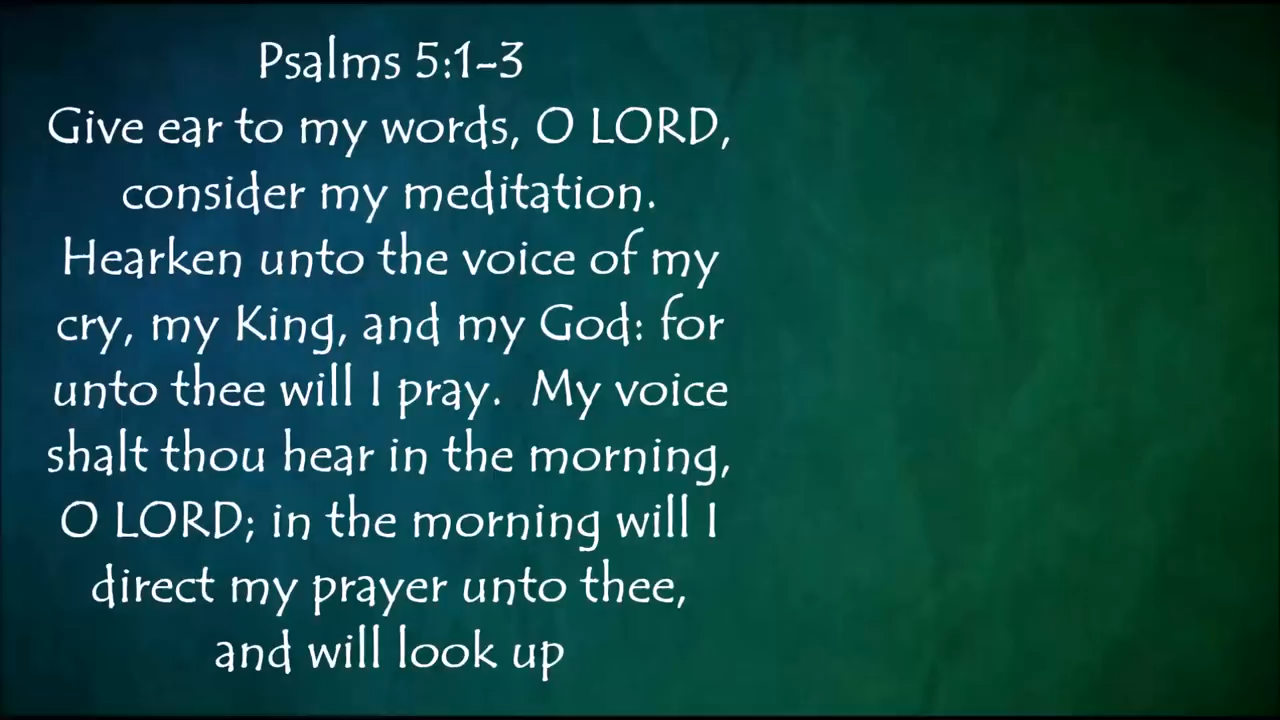 Psalms 5:1-3
Give ear to my words, O LORD,
consider my meditation.
Hearken unto the voice of my
cry, my King, and my God: for
unto thee will I pray.  My voice
shalt thou hear in the morning,
O LORD; in the morning will I
direct my prayer unto thee,
and will look up